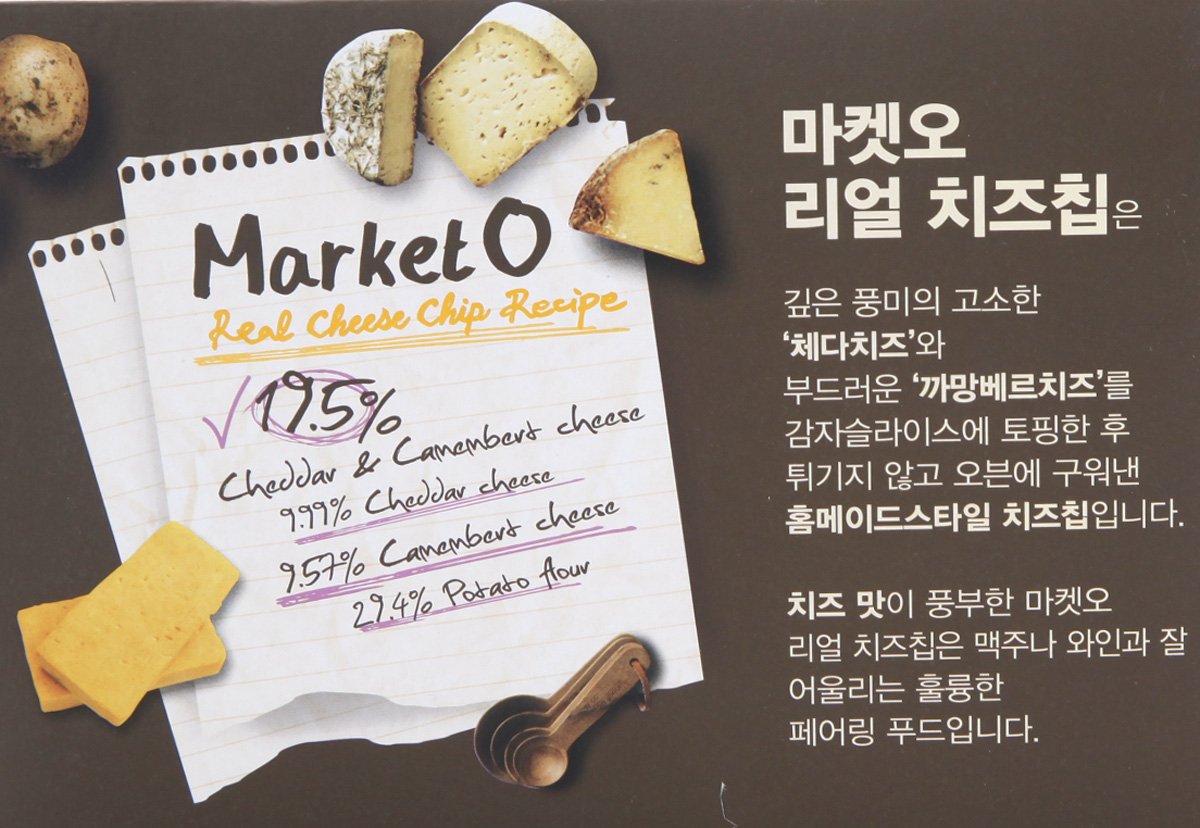 Market O
Real Cheese Chip Recipe
19.5%
Cheddar & Camembert cheese
9.99% Cheddar cheese
9.57% Camembert cheese
29.4% Potato flour
마켓오
리얼 치즈칩은
깊은 풍미의 고소한
‘체다치즈’와
부드러운 ‘까망베르치즈’를
감자슬라이스에 토핑한 후
튀기지 않고 오븐에 구워낸
홈메이드스타일 치즈칩입니다.
치즈 맛이 풍부한 마켓오
리얼 치즈칩은 맥주나 와인과 잘
어울리는 훌륭한
페어링 푸드입니다.